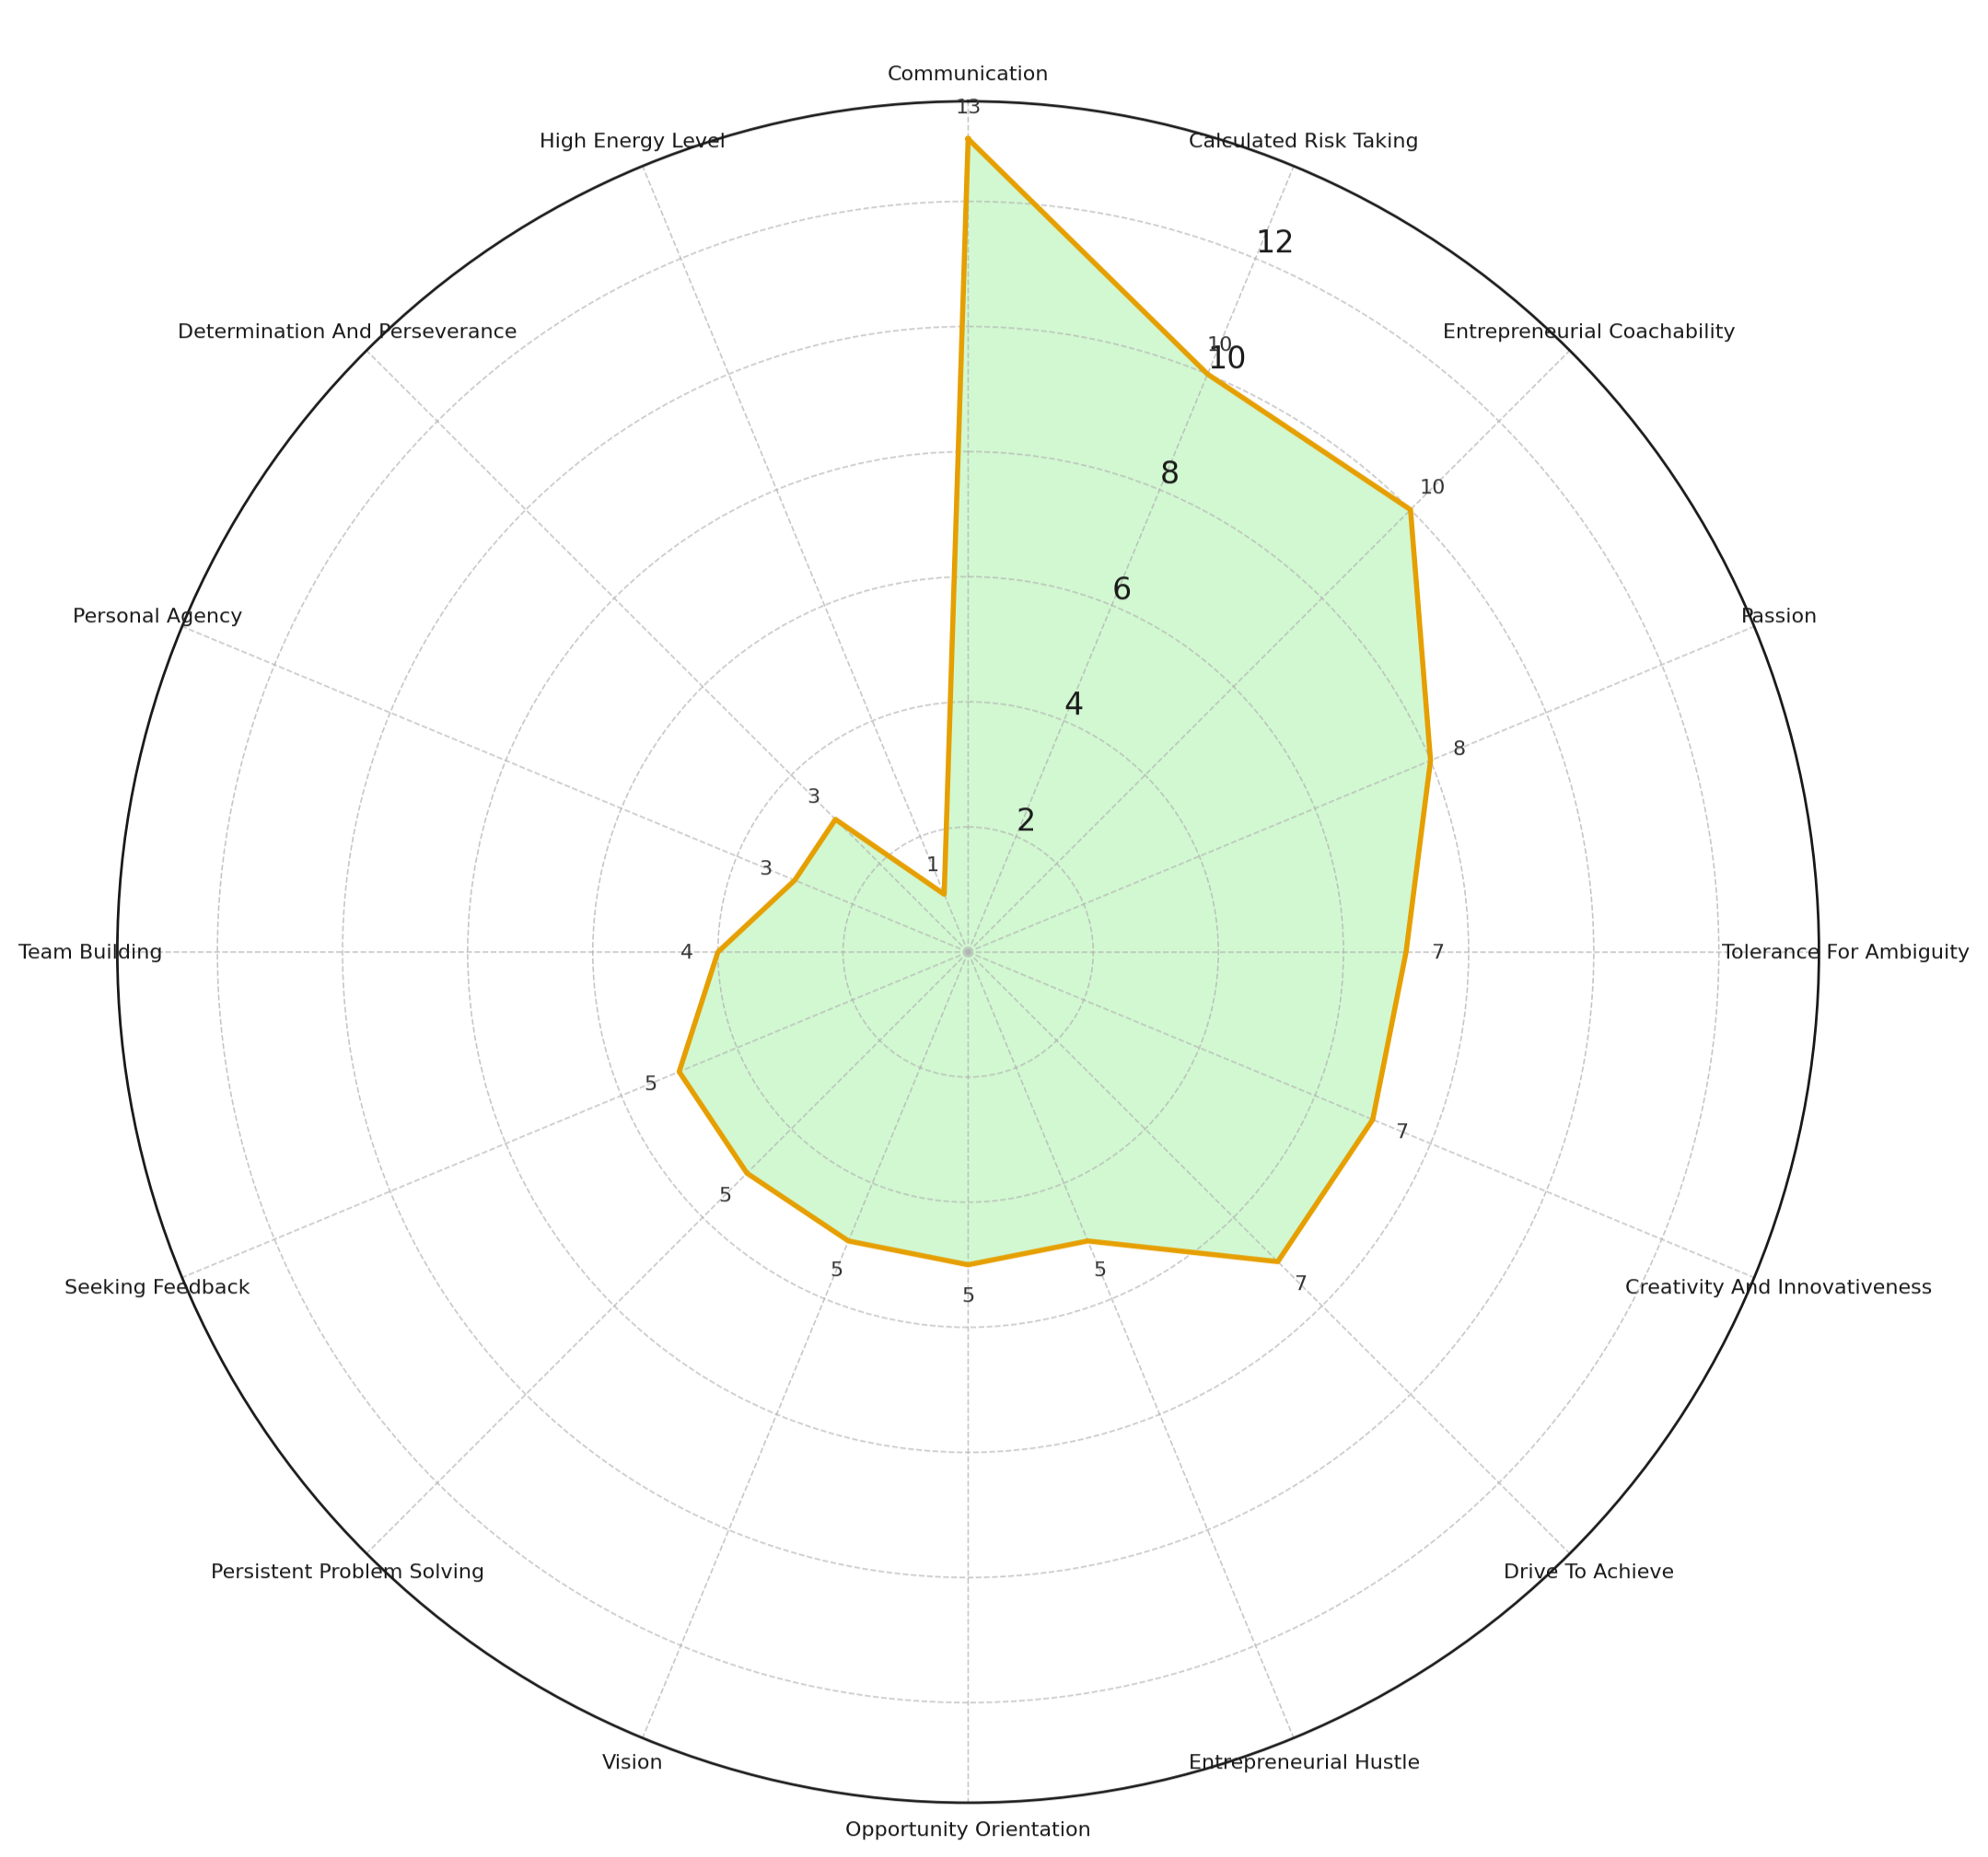 Communication
13
High Energy Level
Calculated Risk Taking
12
Determination And Perseverance
Entrepreneurial Coachability
10
10
8
10
6
Personal Agency
Passion
4
8
3
2
3
1
Team Building
4
7
Tolerance For Ambiguity
5
7
5
5
5
5
7
Seeking Feedback
Creativity And Innovativeness
Persistent Problem Solving
Drive To Achieve
Vision
Entrepreneurial Hustle
Opportunity Orientation